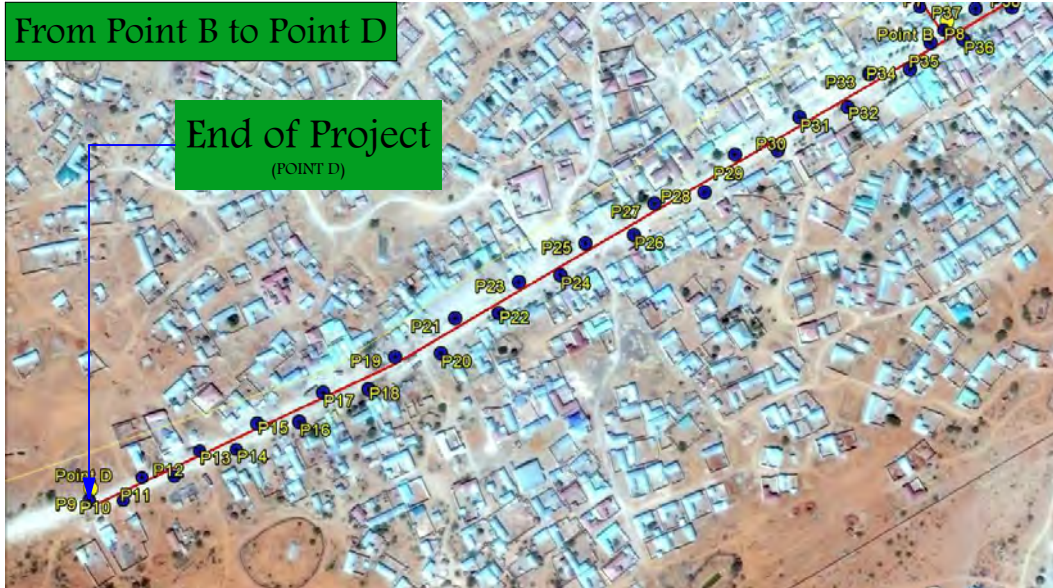 From Point B to Point D
End of Project
(POINT D)
P37
Point B
P8
P36
P35
P34
P33
P32
P31
P30
P29
P28
P27
P26
P25
P24
P23
P22
P21
P20
P19
P18
P17
P16
P15
P14
P13
P12
P11
Point D
P9
P10